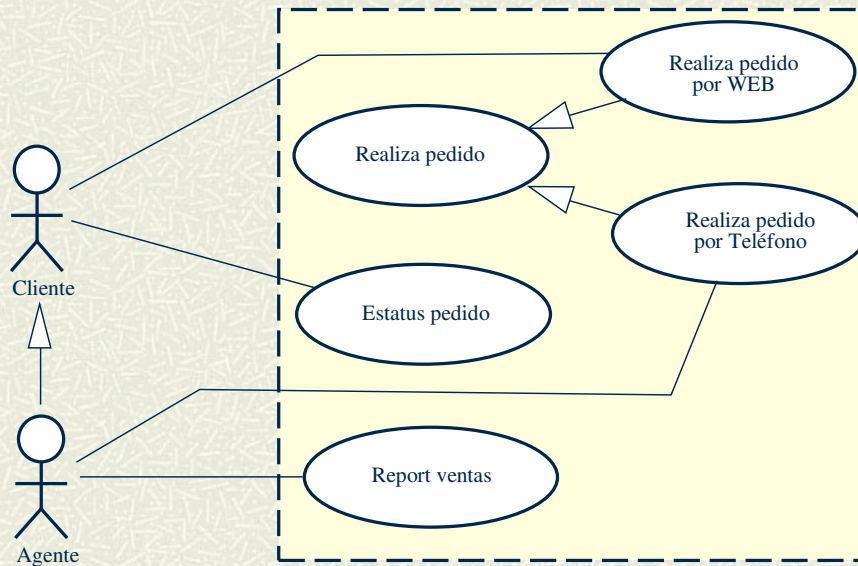 Realiza pedido
por WEB
Realiza pedido
Realiza pedido
por Teléfono
Cliente
Estatus pedido
Report ventas
Agente